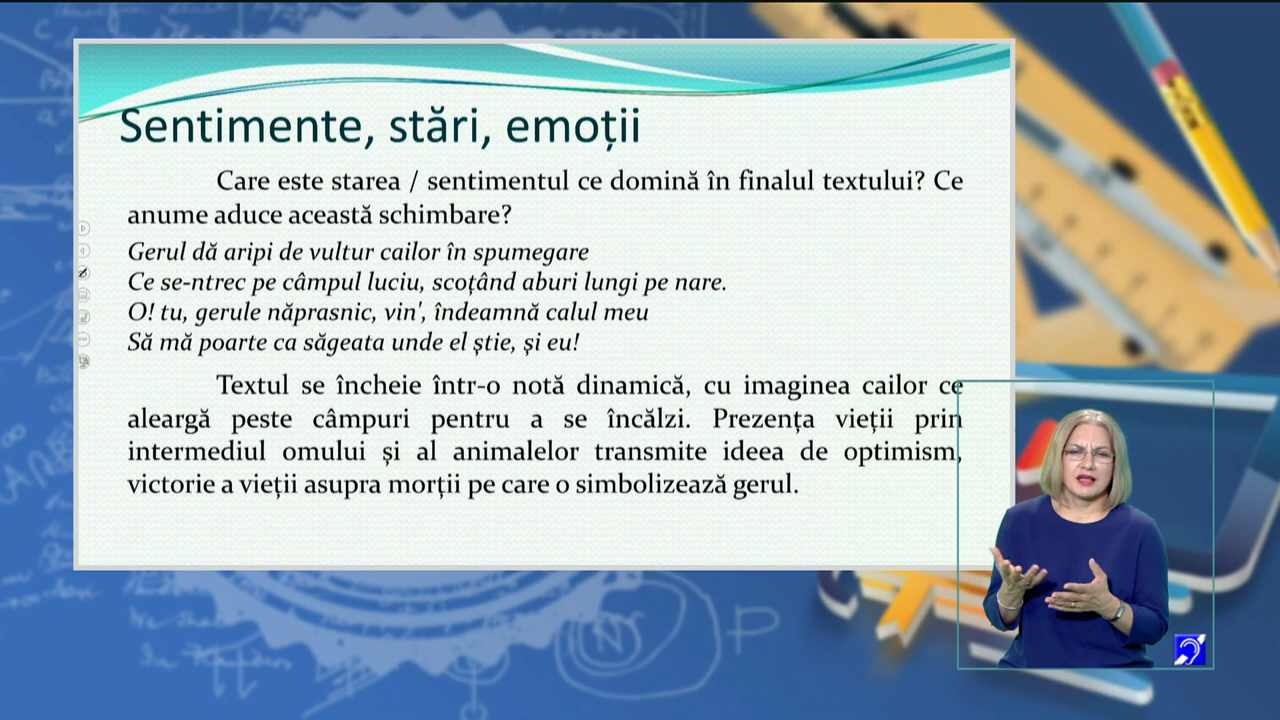 Sentimente, stări, emoții
Care este starea / sentimentul ce domină în finalul textului? Ce
anume aduce această schimbare?
Gerul dă aripi de vultur cailor în spumegare
Ce se-ntrec pe câmpul luciu, scoțând aburi lungi pe nare.
O! tu, gerule năprasnic, vin', îndeamnă calul meu
Să mă poarte ca săgeata unde el știe, și eu!
Textul se încheie într-o notă dinamică, cu imaginea cailor ce
aleargă peste câmpuri pentru a se încălzi. Prezența vieții prin
intermediul omului și al animalelor transmite ideea de optimism,
victorie a vieții asupra morții pe care o simbolizează gerul.
N
P